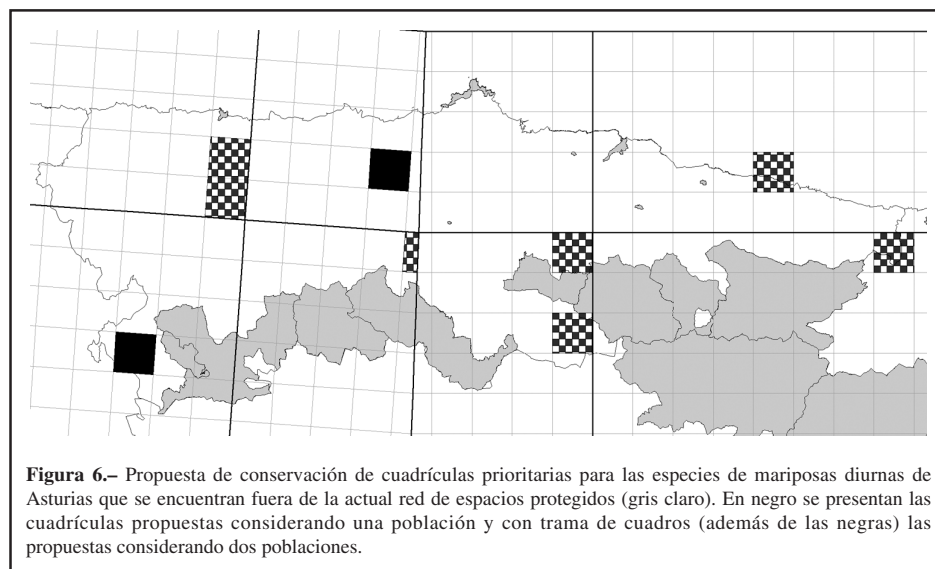 Figura 6.– Propuesta de conservación de cuadrículas prioritarias para las especies de mariposas diurnas de
Asturias que se encuentran fuera de la actual red de espacios protegidos (gris claro). En negro se presentan las
cuadrículas propuestas considerando una población y con trama de cuadros (además de las negras) las
propuestas considerando dos poblaciones.